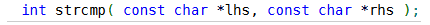 int strcmp( const char *lhs, const char *rhs );